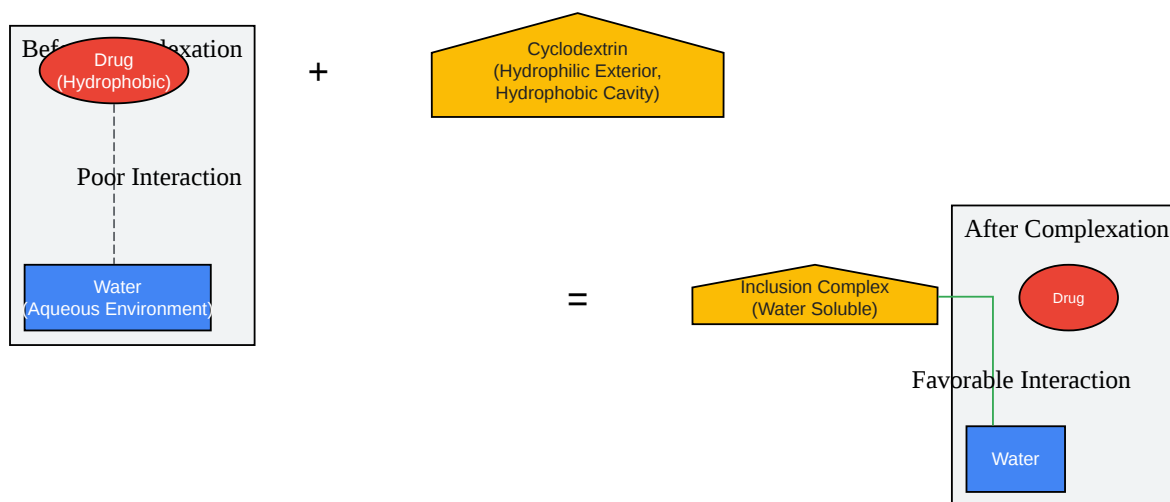 Drug
(Hydrophobic)
+
Cyclodextrin
(Hydrophilic Exterior,
Hydrophobic Cavity)
Poor Interaction
Water
(Aqueous Environment)
=
Inclusion Complex
(Water Soluble)
After Complexation
Drug
Favorable Interaction
Water